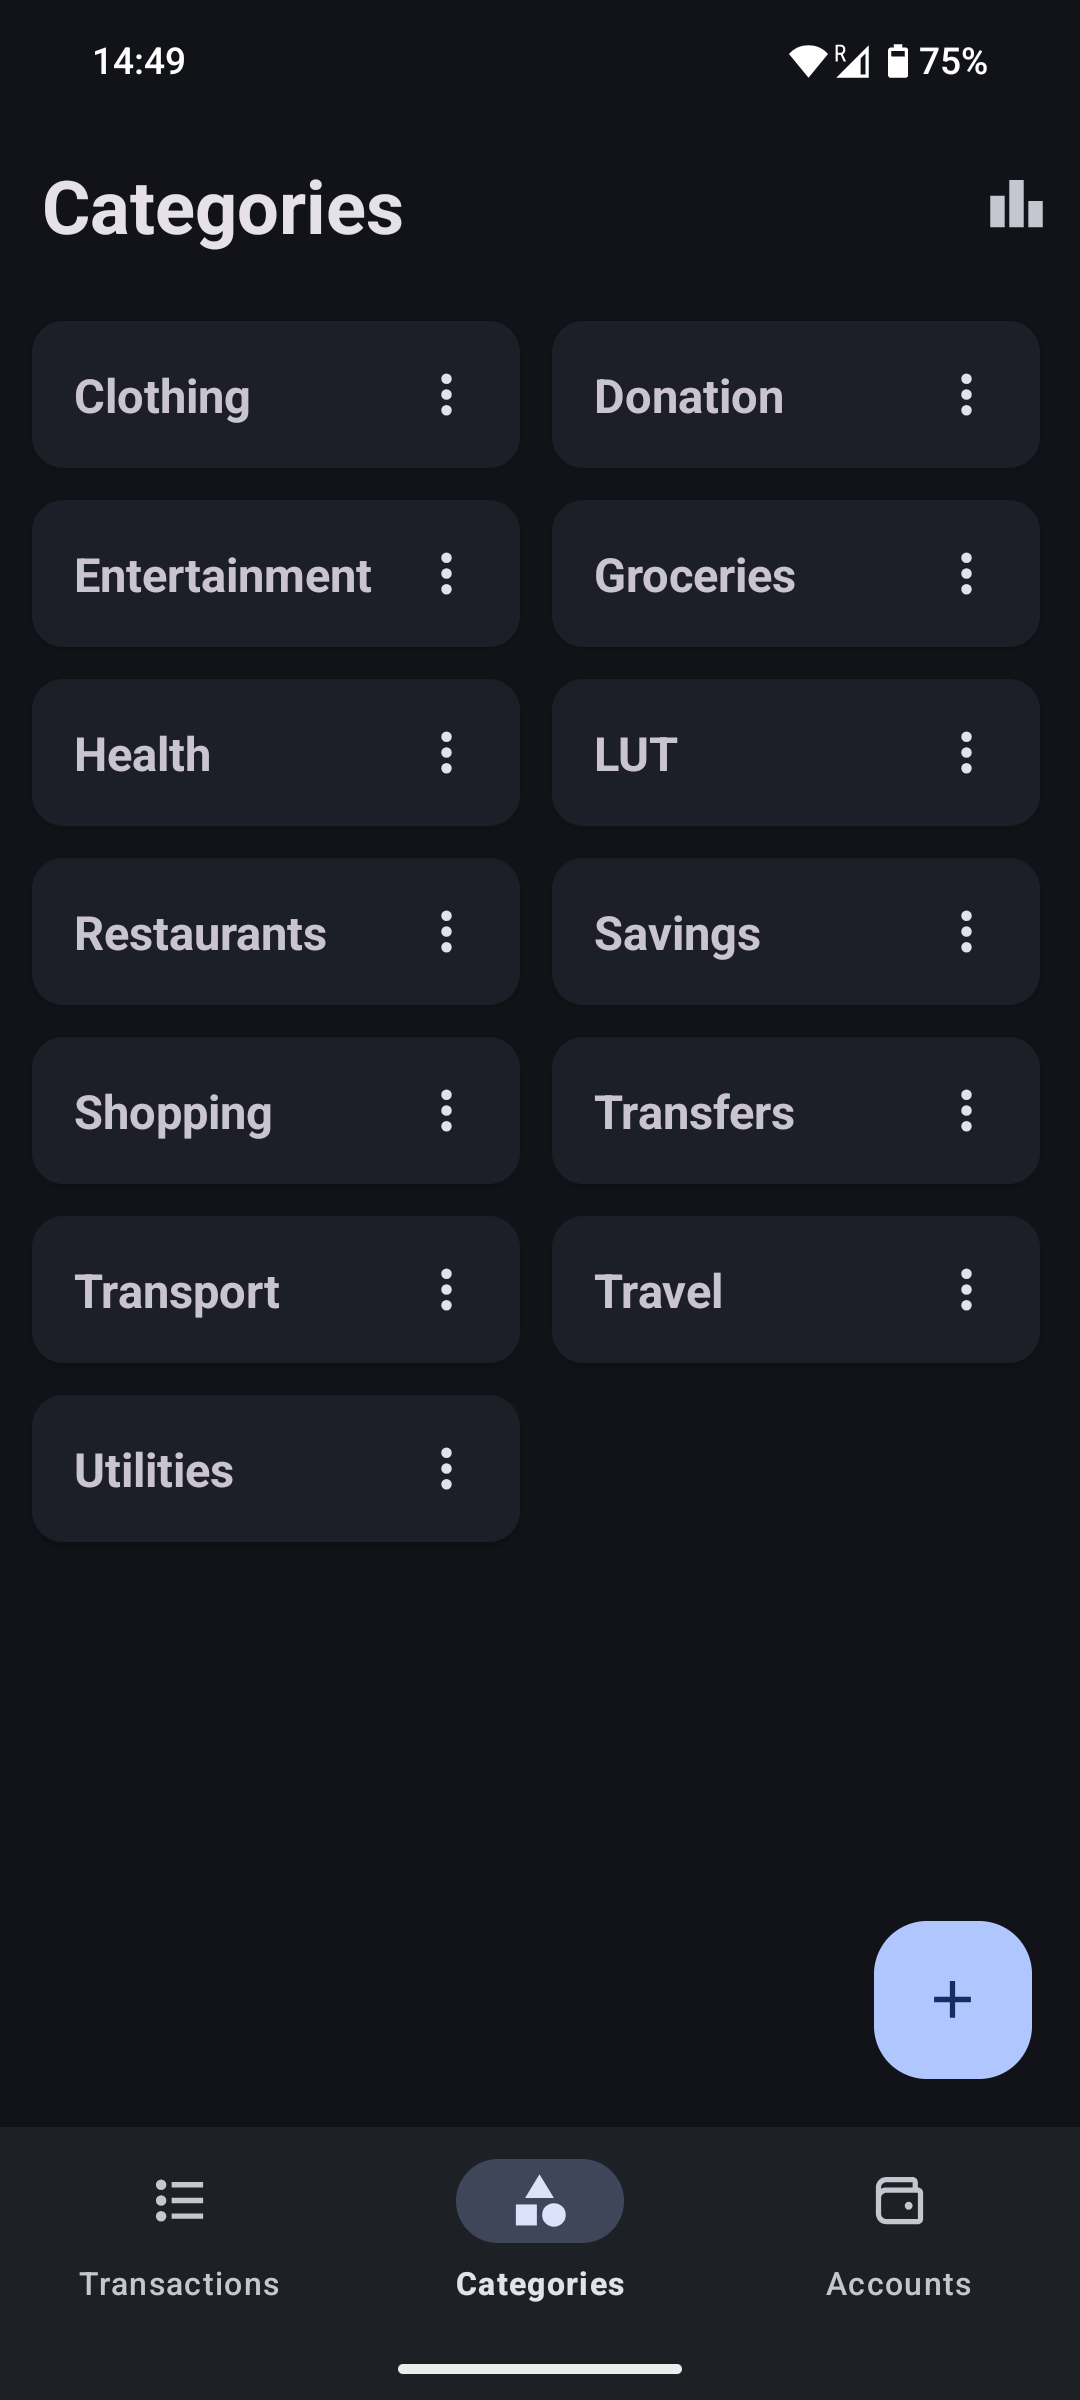 14:49
R 75%
Categories
Clothing
Donation
Entertainment
Groceries
Health
LUT
Restaurants
Savings
Shopping
Transfers
Transport
Travel
Utilities
Transactions
Categories
Accounts